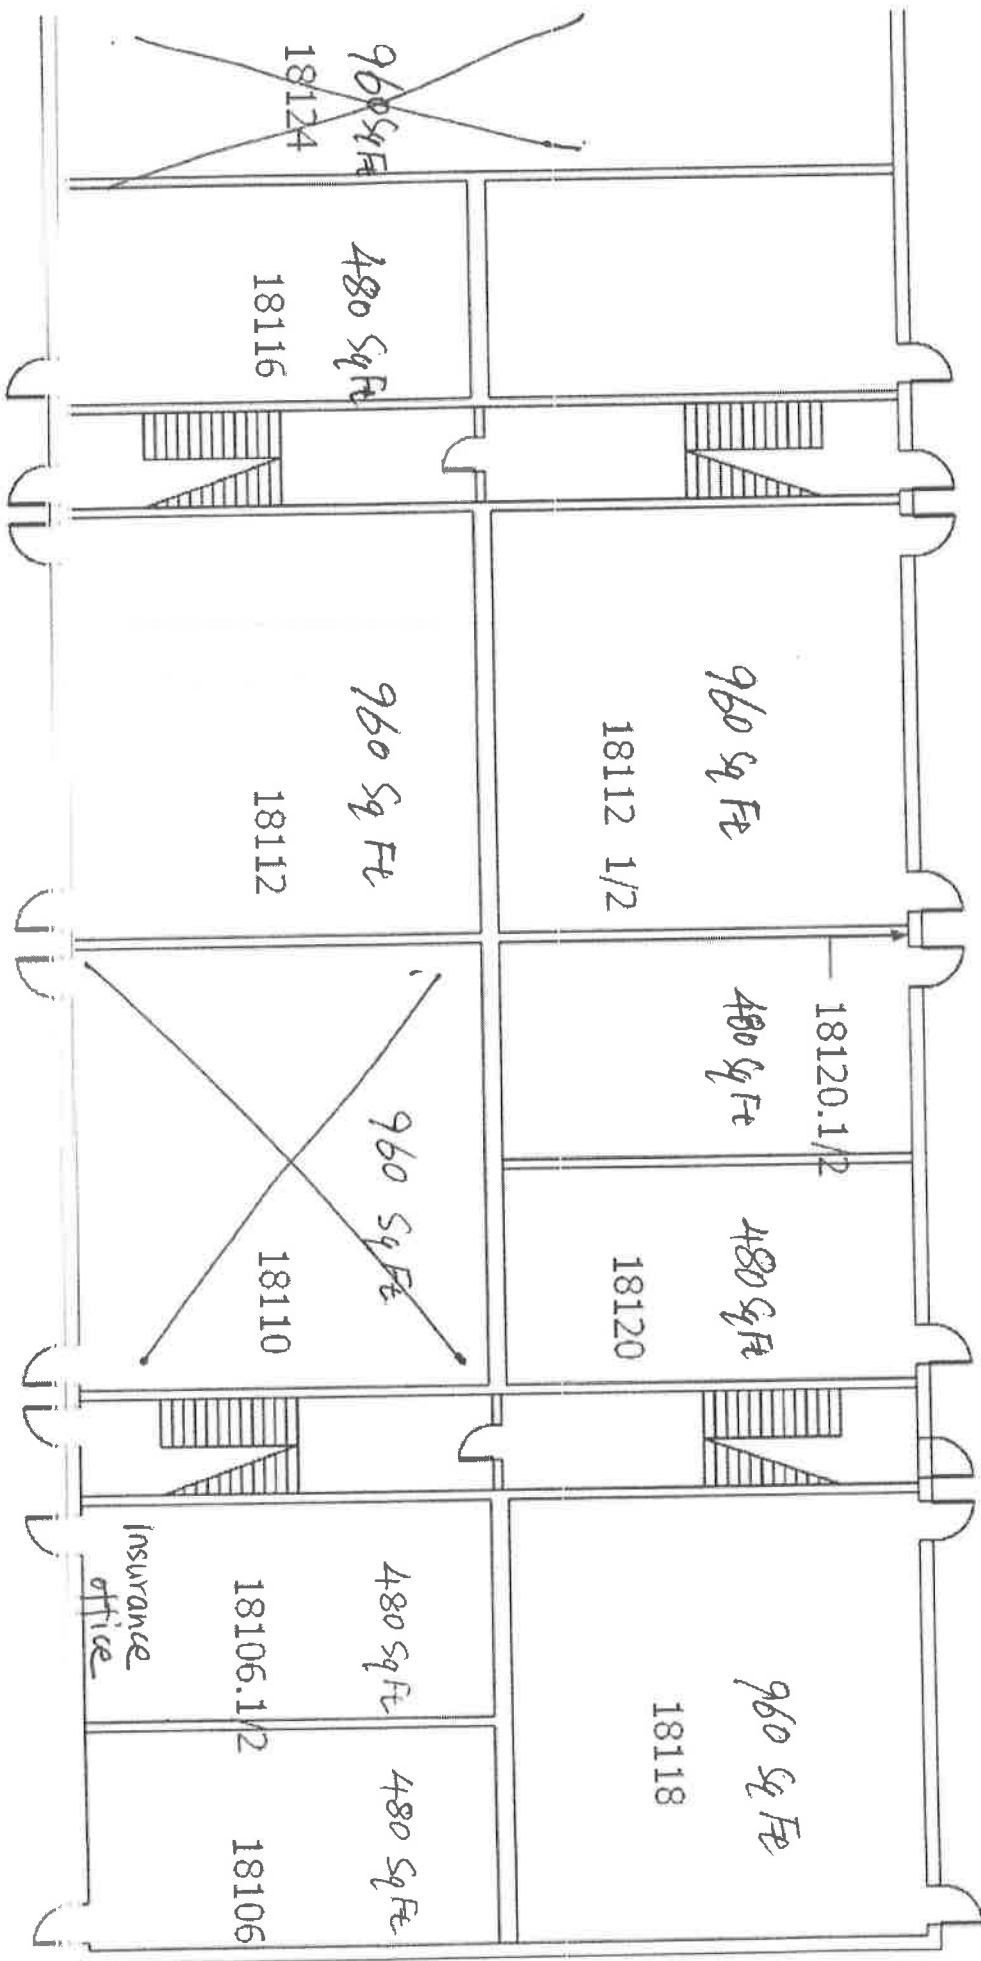 960 Sq Ft
18124
480 Sq Ft
18116
960 Sq Ft
18112 1/2
960 Sq Ft
18112
18120.1/2
480 Sq Ft
480 Sq Ft
18120
960 Sq Ft
18110
960 Sq Ft
18118
480 Sq Ft
18106.1/2
Insurance
office
480 Sq Ft
18106